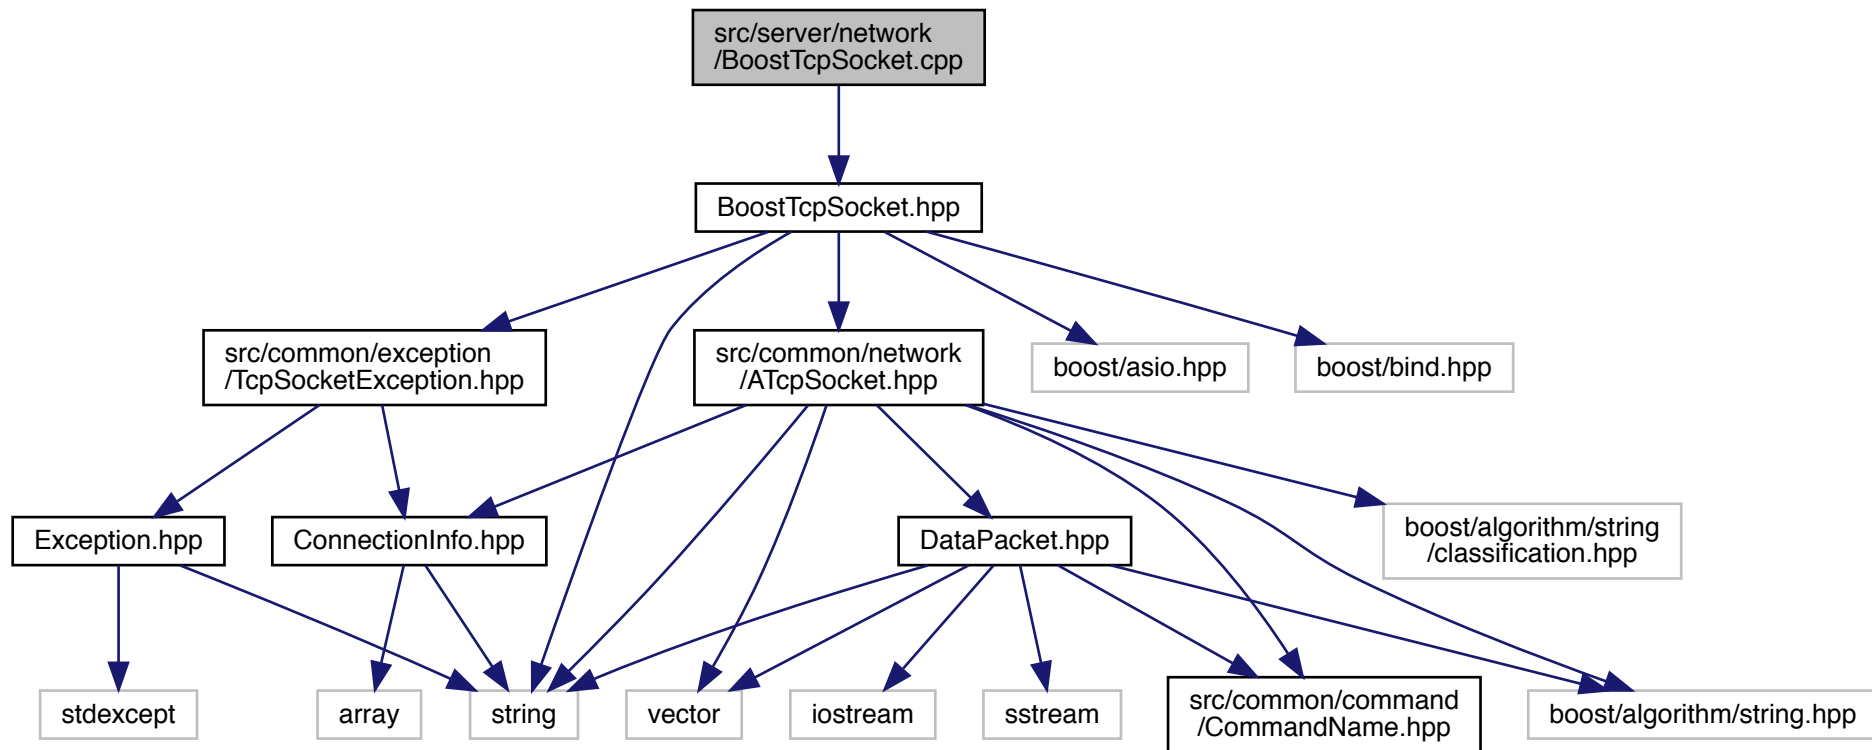 src/server/network
/BoostTcpSocket.cpp
BoostTcpSocket.hpp
src/common/exception
/TcpSocketException.hpp
src/common/network
/ATcpSocket.hpp
boost/asio.hpp
boost/bind.hpp
Exception.hpp
ConnectionInfo.hpp
DataPacket.hpp
boost/algorithm/string
/classification.hpp
stdexcept
array
string
vector
iostream
sstream
src/common/command
/CommandName.hpp
boost/algorithm/string.hpp